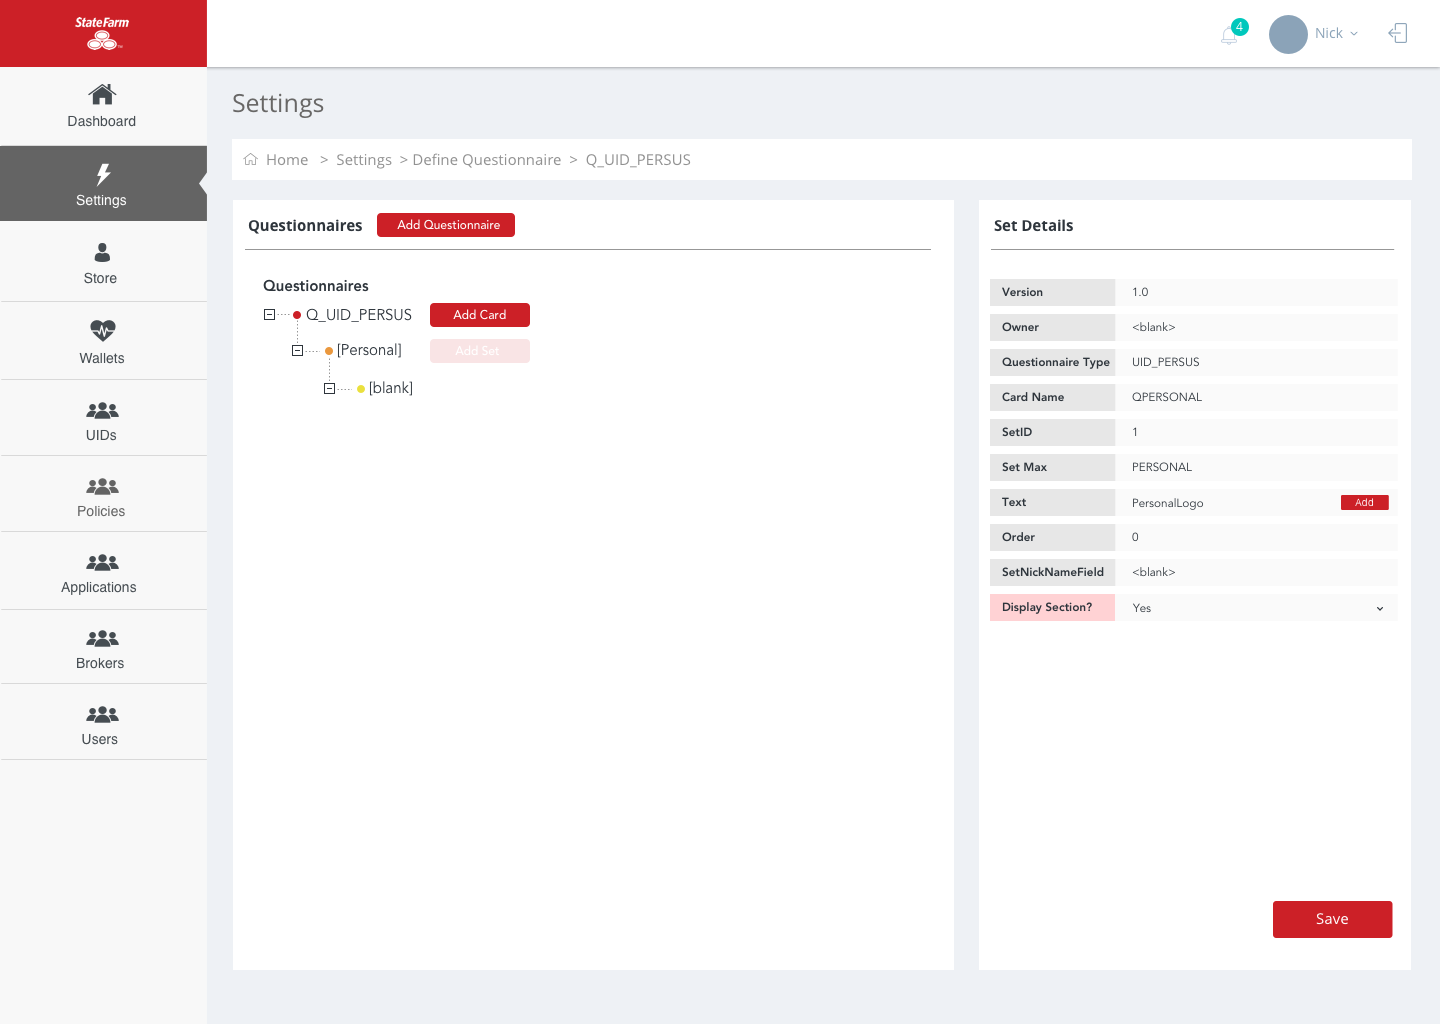 StateFarm
TM
4
Nick
Dashboard
Settings
Store
Wallets
UIDs
Policies
Applications
Brokers
Users
Settings
Home > Settings > Define Questionnaire > Q_UID_PERSUS
Questionnaires
Add Questionnaire
Questionnaires
Q_UID_PERSUS
Add Card
[Personal]
Add Set
[blank]
Set Details
Version 1.0
Owner <blank>
Questionnaire Type UID_PERSUS
Card Name QPERSONAL
SetID 1
Set Max PERSONAL
Text PersonalLogo Add
Order 0
SetNickNameField <blank>
Display Section? Yes
Save